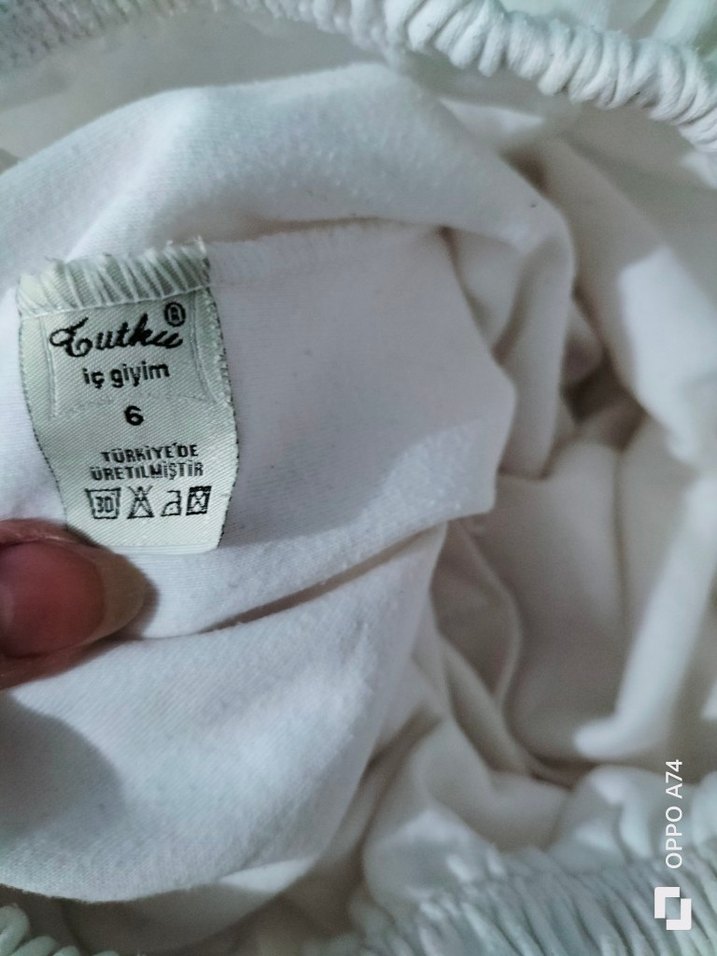 Tutku®
iç giyim
6
TÜRKİYE'DE
ÜRETİLMİŞTİR
30
OPPO A74